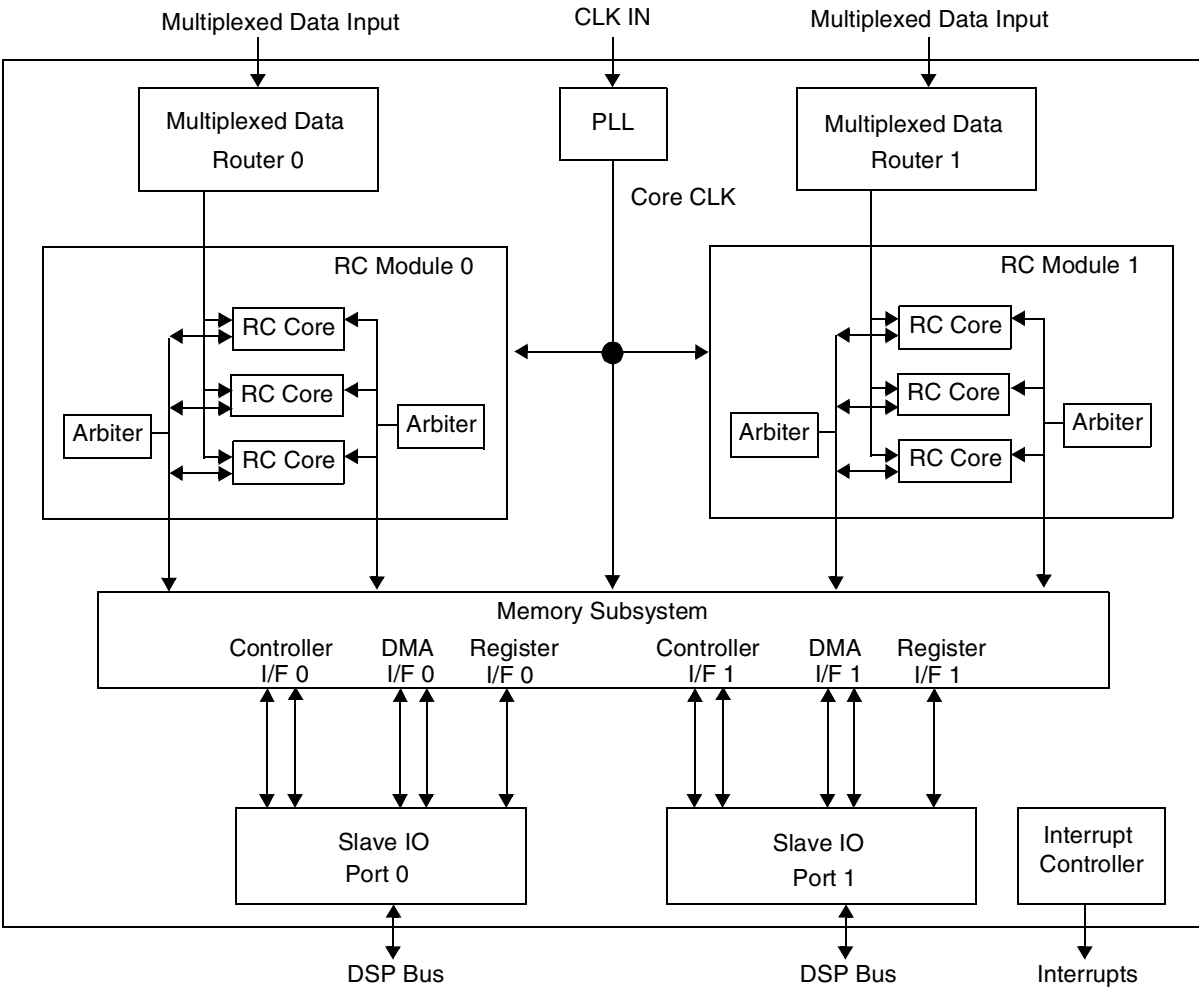 Multiplexed Data Input
CLK IN
Multiplexed Data Input
Multiplexed Data
Router 0
PLL
Multiplexed Data
Router 1
Core CLK
RC Module 0
RC Core
RC Core
RC Core
Arbiter
Arbiter
RC Module 1
RC Core
RC Core
RC Core
Arbiter
Arbiter
Memory Subsystem
Controller
I/F 0
DMA
I/F 0
Register
I/F 0
Controller
I/F 1
DMA
I/F 1
Register
I/F 1
Slave IO
Port 0
Slave IO
Port 1
Interrupt
Controller
DSP Bus
DSP Bus
Interrupts